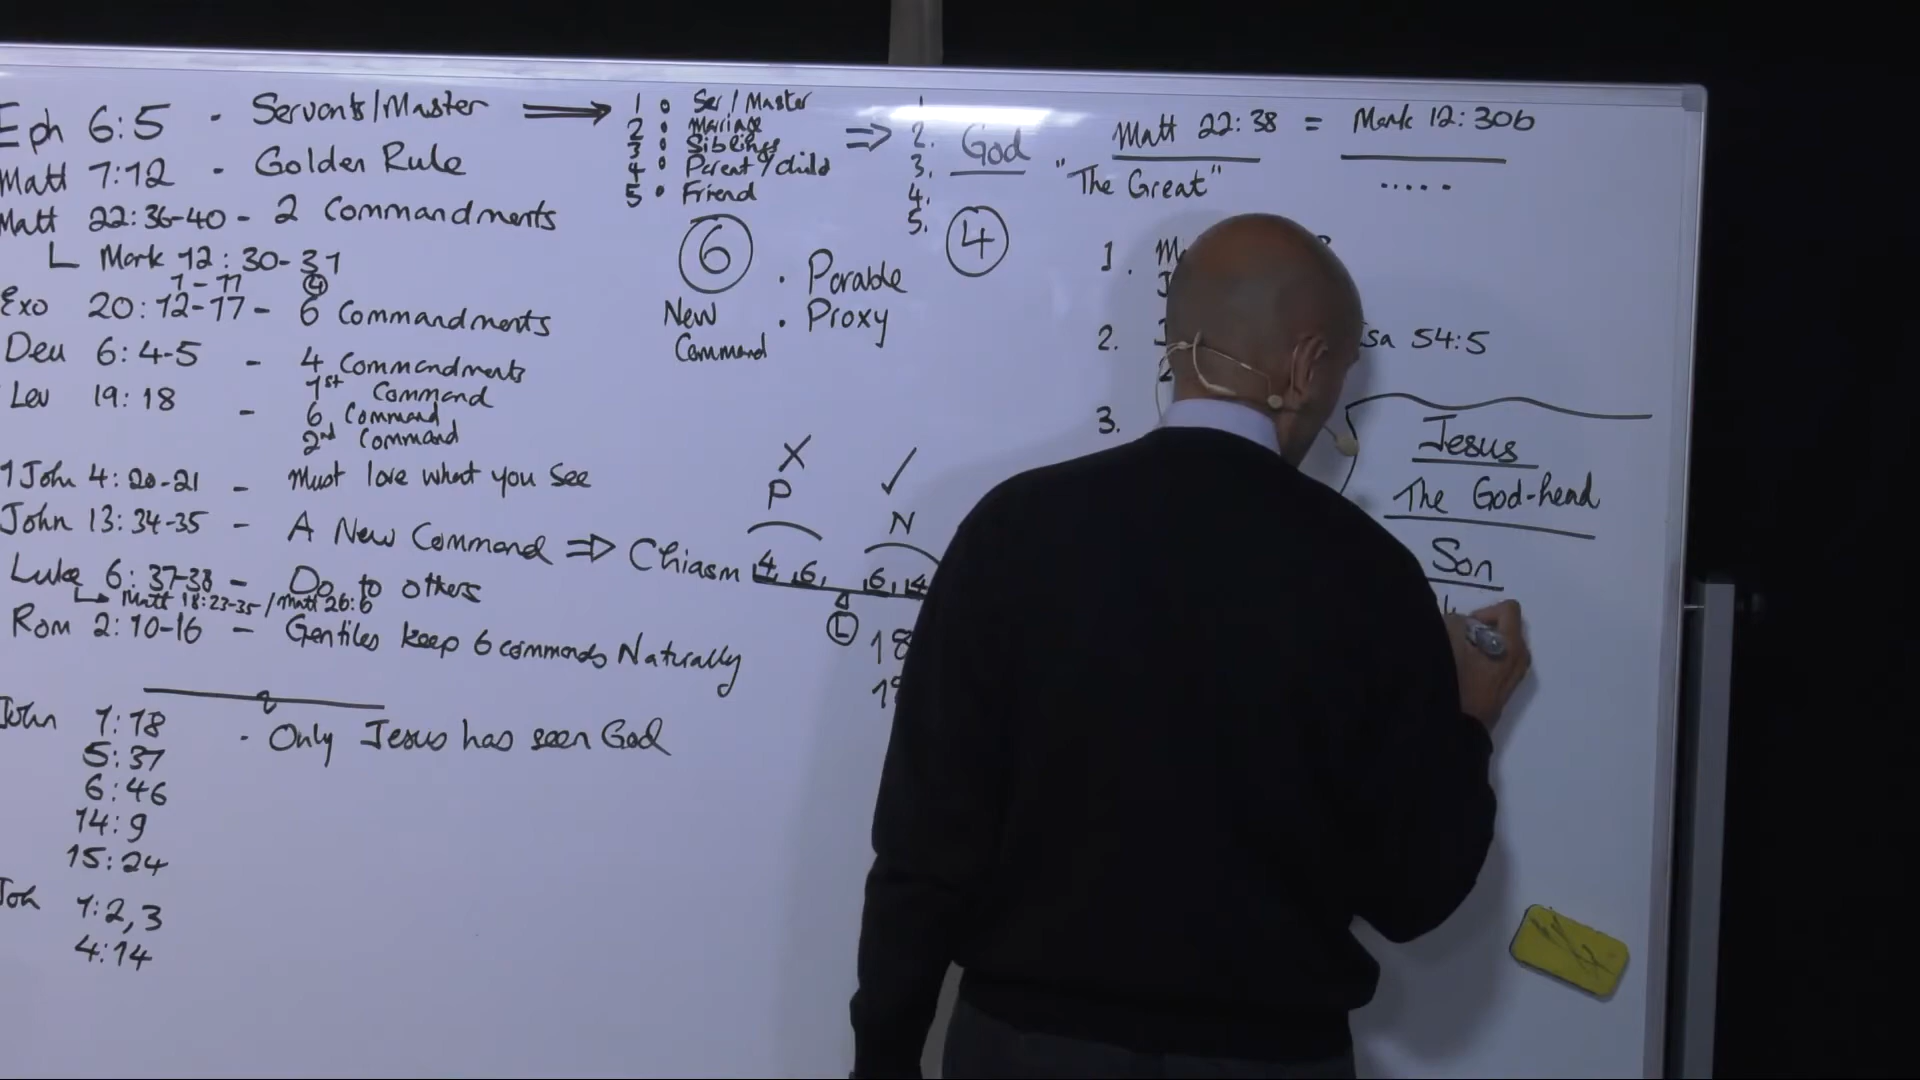 Eph 6:5 - Servants/Master ⟹
Matt 7:12 - Golden Rule
Matt 22:36-40 - 2 Commandments
Mark 12:30-31
1-11 4
Exo 20:12-17 - 6 Commandments
Deu 6:4-5 - 4 Commandments
1st Command
Lev 19:18 - 6 Command
2nd Command
1John 4:20-21 - Must love what you see
John 13:34-35 - A New Command ⇒ Chiasm
Luke 6:37-38 - Do to others
Matt 18:23-35/Matt 26:6
Rom 2:10-16 - Gentiles keep 6 commands Naturally
John 1:18 - Only Jesus has seen God
5:37
6:46
14:9
15:24
Joh 1:2,3
4:14
1 Ser/Master
2 Mariage
3 Siblings
4 Parent/child
5 Friend
⇒
1
2. God
3.
4.
5.
6 4
New Command
. Parable
. Proxy
X ✓
P N
4, 6, 6, 4
L
Matt 22:38 = Mark 12:30b
"The Great" .....
1.
2. Isa 54:5
3.
Jesus
The God-head
Son